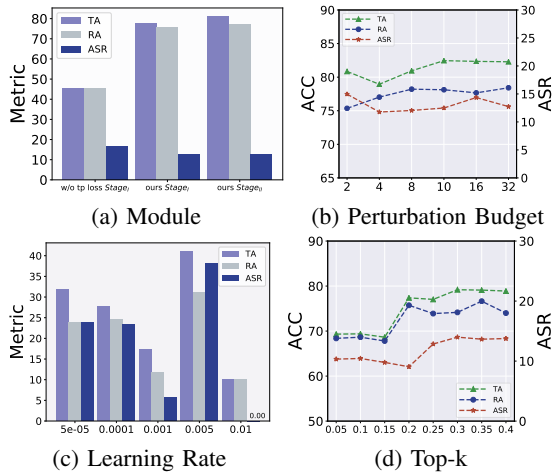 TA
RA
ASR
Metric
80
70
60
50
40
30
20
10
0
w/o tp loss Stage_I
ours Stage_I
ours Stage_II
(a) Module
TA
RA
ASR
ACC
90
85
80
75
70
65
ASR
30
25
20
15
10
5
0
2 4 8 10 16 32
(b) Perturbation Budget
TA
RA
ASR
Metric
40
35
30
25
20
15
10
5
0
0.00
5e-05 0.0001 0.001 0.005 0.01
(c) Learning Rate
ACC
90
80
70
60
50
ASR
30
20
10
0
TA
RA
ASR
0.05 0.1 0.15 0.2 0.25 0.3 0.35 0.4
(d) Top-k